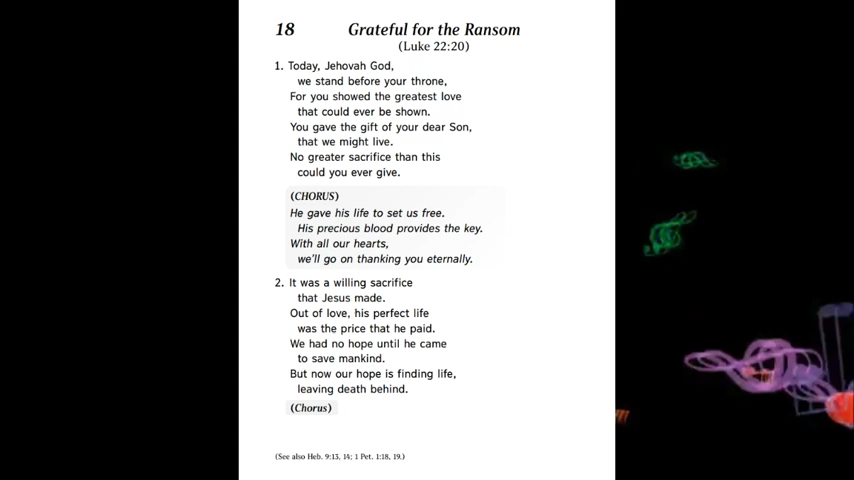 18 Grateful for the Ransom
(Luke 22:20)
1. Today, Jehovah God,
we stand before your throne,
For you showed the greatest love
that could ever be shown.
You gave the gift of your dear Son,
that we might live.
No greater sacrifice than this
could you ever give.
(CHORUS)
He gave his life to set us free.
His precious blood provides the key.
With all our hearts,
we'll go on thanking you eternally.
2. It was a willing sacrifice
that Jesus made.
Out of love, his perfect life
was the price that he paid.
We had no hope until he came
to save mankind.
But now our hope is finding life,
leaving death behind.
(Chorus)
(See also Heb. 9:13, 14; 1 Pet. 1:18, 19.)